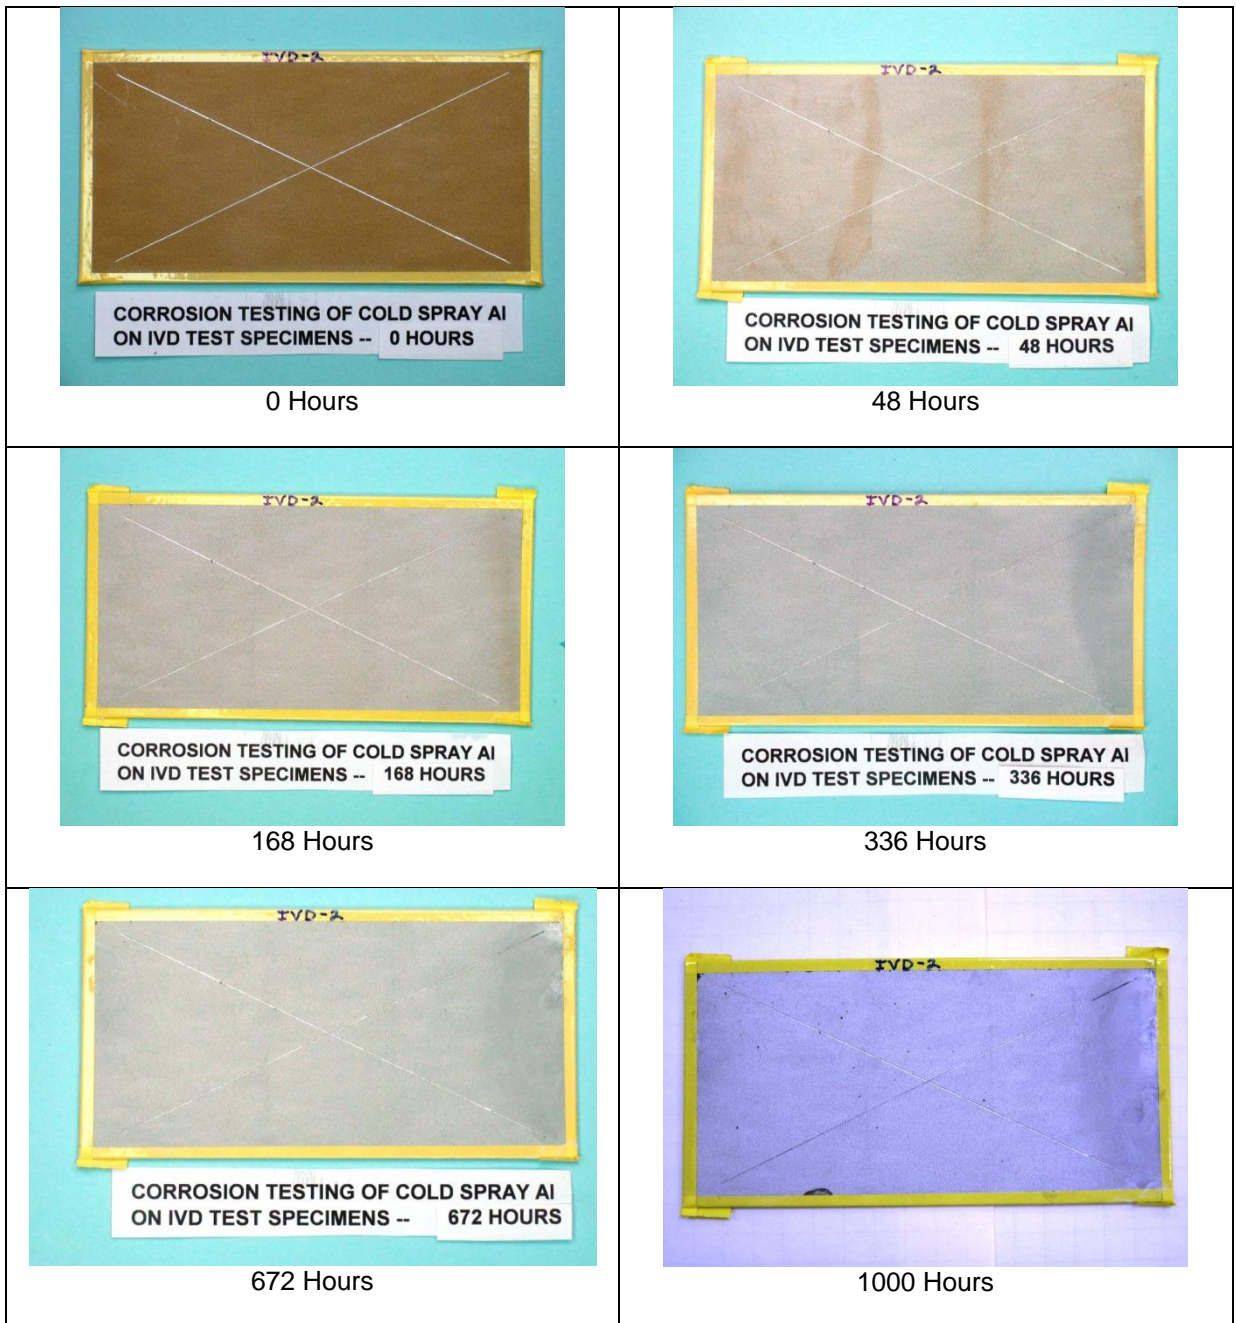 IVD-2
CORROSION TESTING OF COLD SPRAY Al
ON IVD TEST SPECIMENS -- 0 HOURS
0 Hours
IVD-2
CORROSION TESTING OF COLD SPRAY Al
ON IVD TEST SPECIMENS -- 48 HOURS
48 Hours
IVD-2
CORROSION TESTING OF COLD SPRAY Al
ON IVD TEST SPECIMENS -- 168 HOURS
168 Hours
IVD-2
CORROSION TESTING OF COLD SPRAY Al
ON IVD TEST SPECIMENS -- 336 HOURS
336 Hours
IVD-2
CORROSION TESTING OF COLD SPRAY Al
ON IVD TEST SPECIMENS -- 672 HOURS
672 Hours
IVD-2
1000 Hours